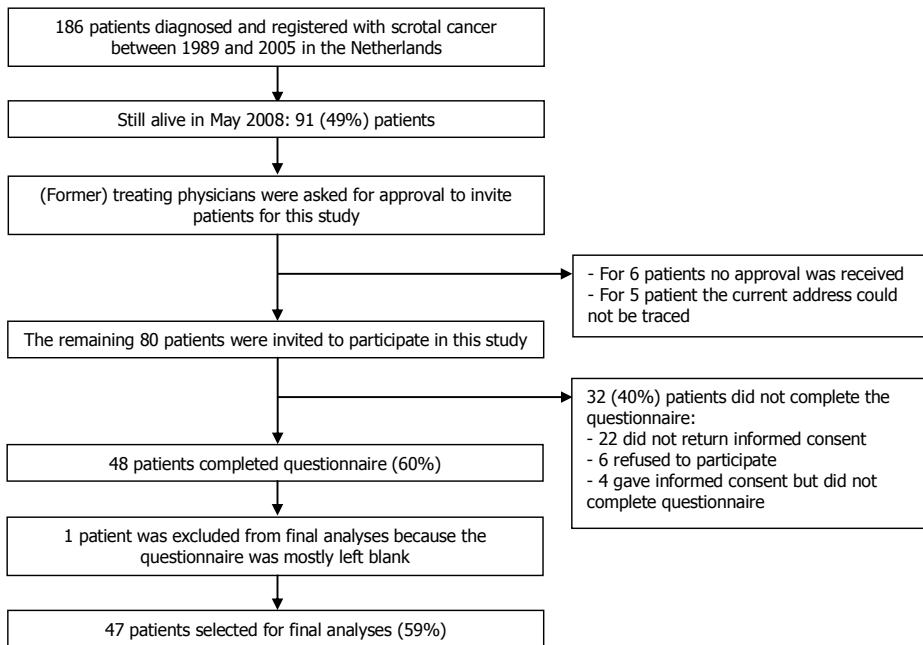 186 patients diagnosed and registered with scrotal cancer
between 1989 and 2005 in the Netherlands
Still alive in May 2008: 91 (49%) patients
(Former) treating physicians were asked for approval to invite
patients for this study
- For 6 patients no approval was received
- For 5 patient the current address could
not be traced
The remaining 80 patients were invited to participate in this study
32 (40%) patients did not complete the
questionnaire:
- 22 did not return informed consent
- 6 refused to participate
- 4 gave informed consent but did not
complete questionnaire
48 patients completed questionnaire (60%)
1 patient was excluded from final analyses because the
questionnaire was mostly left blank
47 patients selected for final analyses (59%)